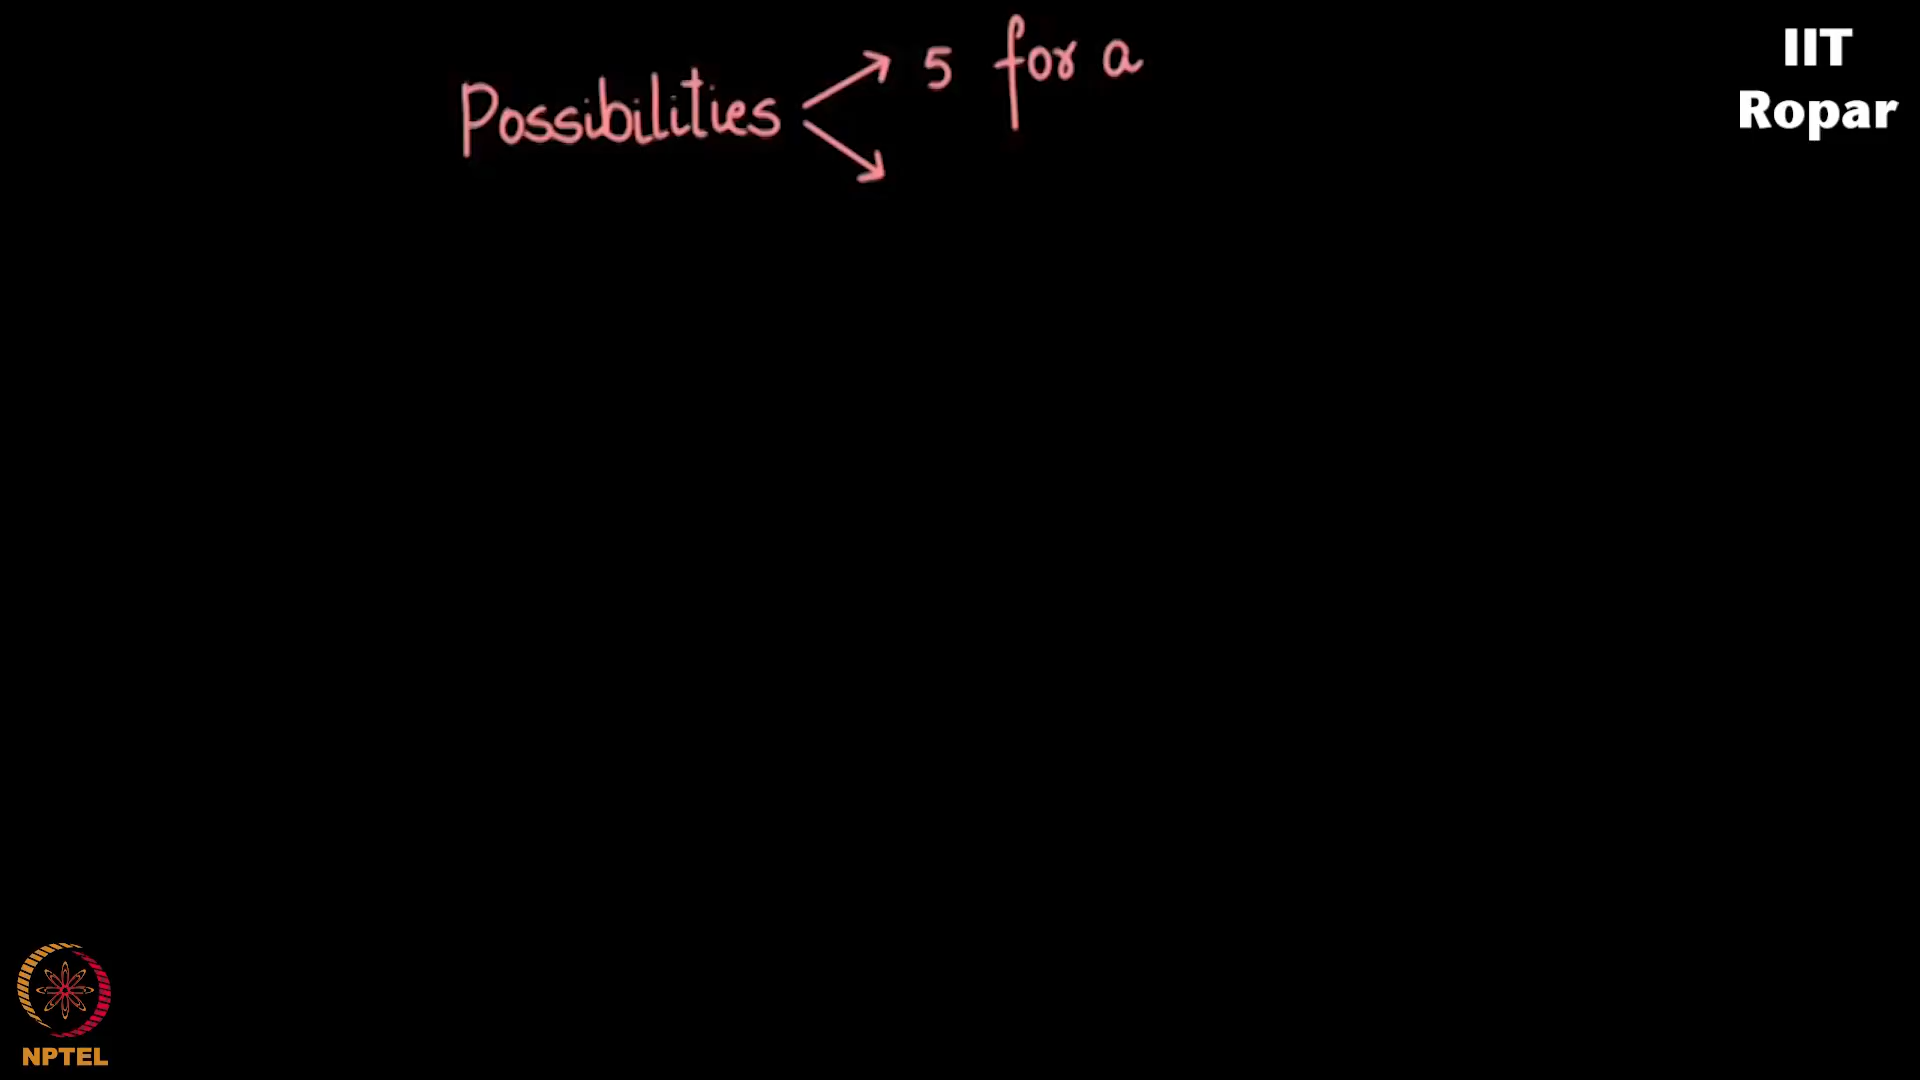 Possibilities → 5 for a
IIT
Ropar
NPTEL